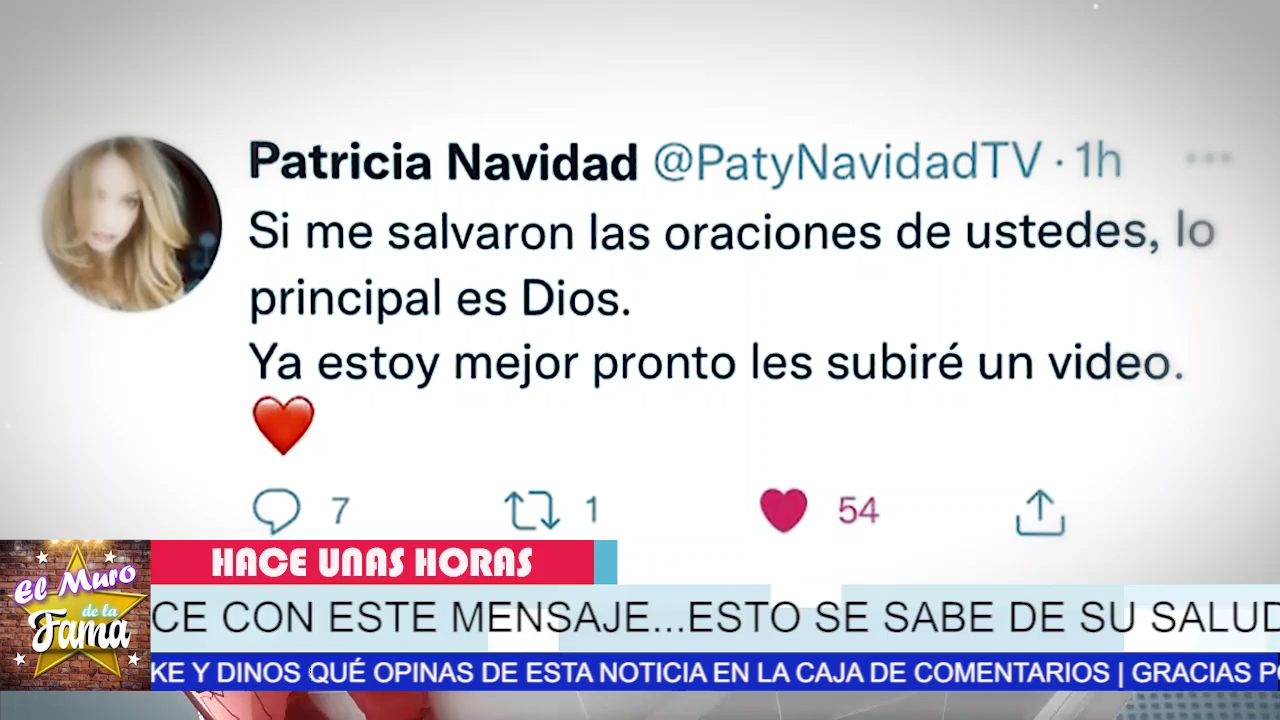 Patricia Navidad @PatyNavidadTV · 1h
Si me salvaron las oraciones de ustedes, lo
principal es Dios.
Ya estoy mejor pronto les subiré un video.
❤️
7 1 54
HACE UNAS HORAS
El Muro
de la
Fama
CE CON ESTE MENSAJE...ESTO SE SABE DE SU SALUD
KE Y DINOS QUÉ OPINAS DE ESTA NOTICIA EN LA CAJA DE COMENTARIOS | GRACIAS